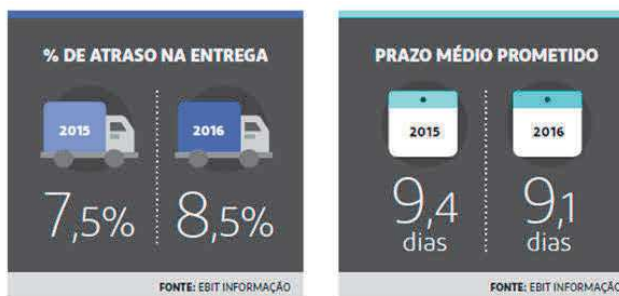 % DE ATRASO NA ENTREGA
2015
2016
7,5%
8,5%
FONTE: EBIT INFORMAÇÃO
PRAZO MÉDIO PROMETIDO
2015
2016
9,4
dias
9,1
dias
FONTE: EBIT INFORMAÇÃO